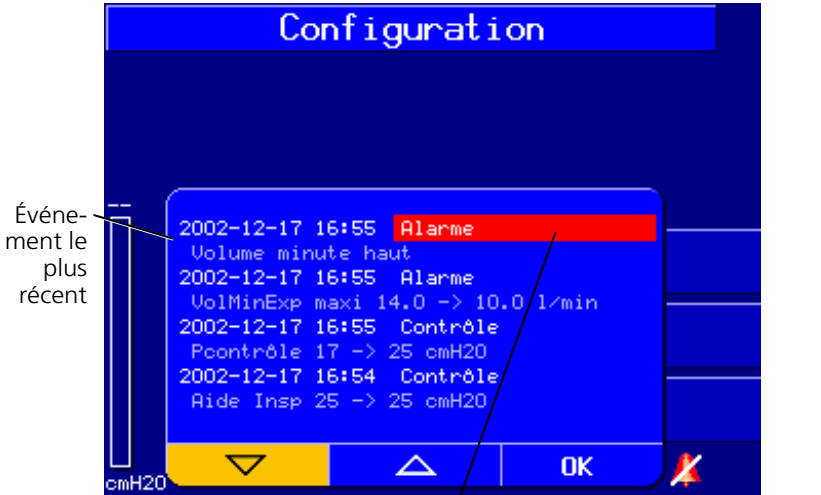 Configuration
Événe-
ment le
plus
récent
--
2002-12-17 16:55 Alarme
Volume minute haut
2002-12-17 16:55 Alarme
VolMinExp maxi 14.0 -> 10.0 l/min
2002-12-17 16:55 Contrôle
Pcontrôle 17 -> 25 cmH2O
2002-12-17 16:54 Contrôle
Aide Insp 25 -> 25 cmH2O
OK
cmH2O